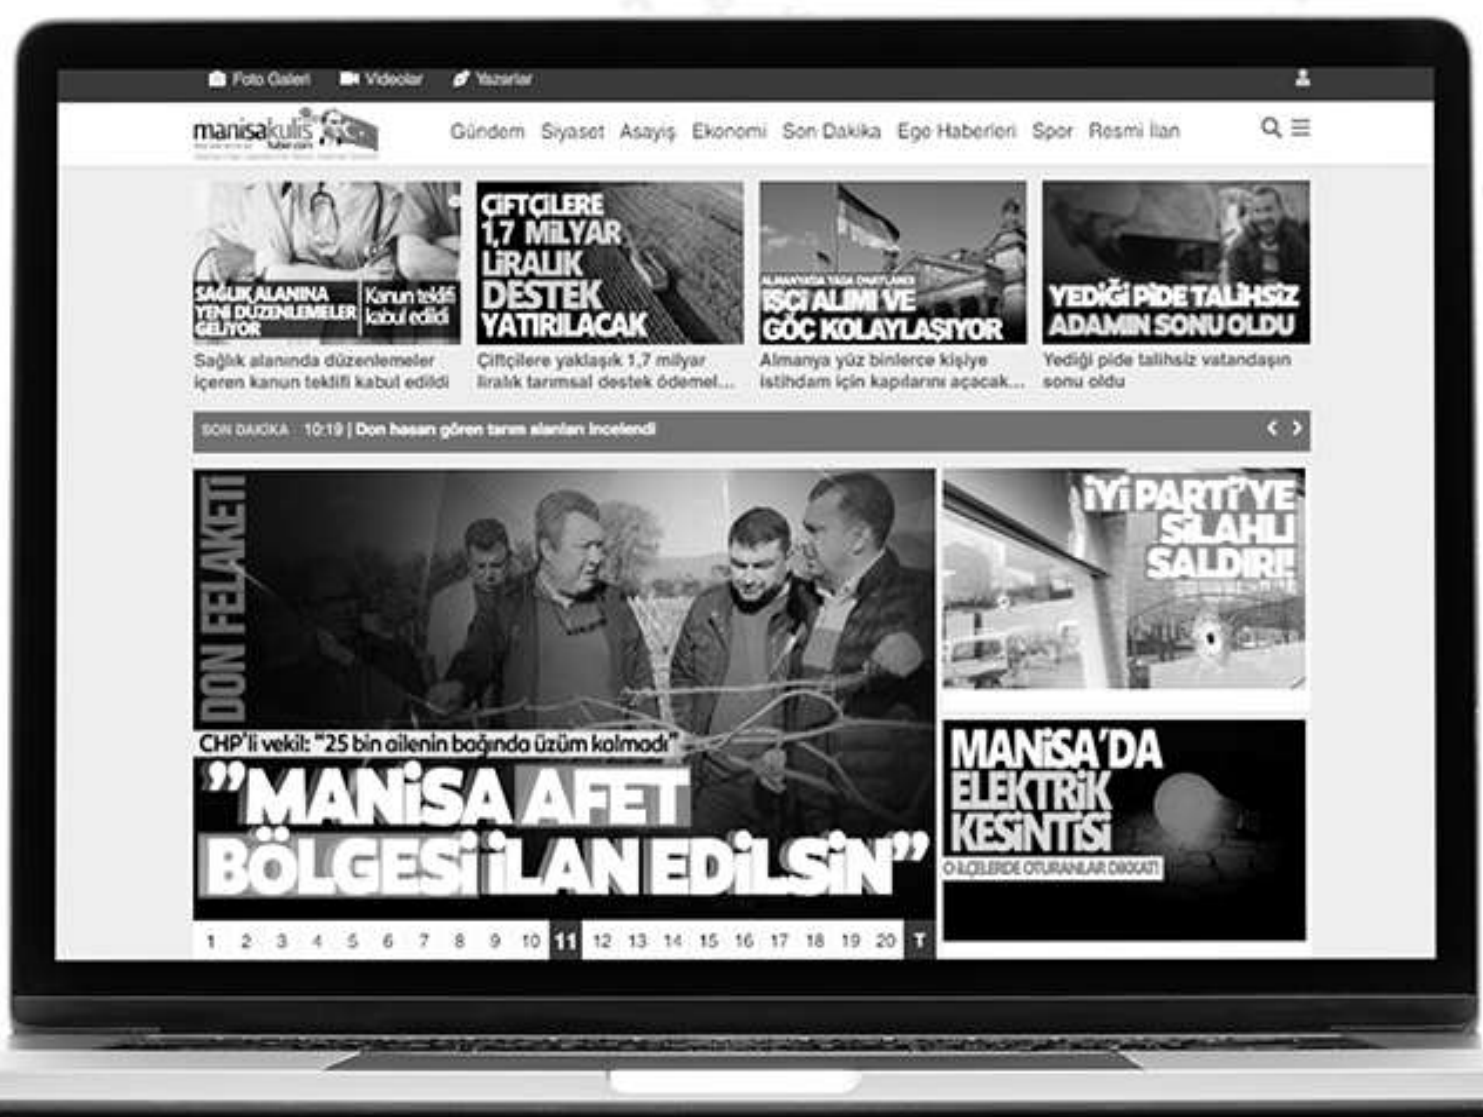 Foto Galeri Videolar Yazarlar
manisakulis
haber.com
Gündem Siyaset Asayiş Ekonomi Son Dakika Ege Haberleri Spor Resmi İlan
SAĞLIK ALANINA
YENİ DÜZENLEMELER
GELİYOR
Kanun teklifi
kabul edildi
Sağlık alanında düzenlemeler
içeren kanun teklifi kabul edildi
ÇİFTÇİLERE
1,7 MİLYAR
LİRALIK
DESTEK
YATIRILACAK
Çiftçilere yaklaşık 1,7 milyar
liralık tarımsal destek ödemel...
ALMANYA'DA YASA ONAYLANDI
İŞÇİ ALIMI VE
GÖÇ KOLAYLAŞIYOR
Almanya yüz binlerce kişiye
istihdam için kapılarını açacak...
YEDİĞİ PİDE TALİHSİZ
ADAMIN SONU OLDU
Yediği pide talihsiz vatandaşın
sonu oldu
SON DAKİKA 10:19 | Don hasarı gören tarım alanları incelendi
DON FELAKETİ
CHP'li vekil: "25 bin ailenin bağında üzüm kalmadı"
"MANİSA AFET
BÖLGESİ İLAN EDİLSİN"
1 2 3 4 5 6 7 8 9 10 11 12 13 14 15 16 17 18 19 20 T
İYİ PARTİ'YE
SİLAHLI
SALDIRI!
MANİSA'DA
ELEKTRİK
KESİNTİSİ
O İLÇELERDE OTURANLAR DİKKAT!